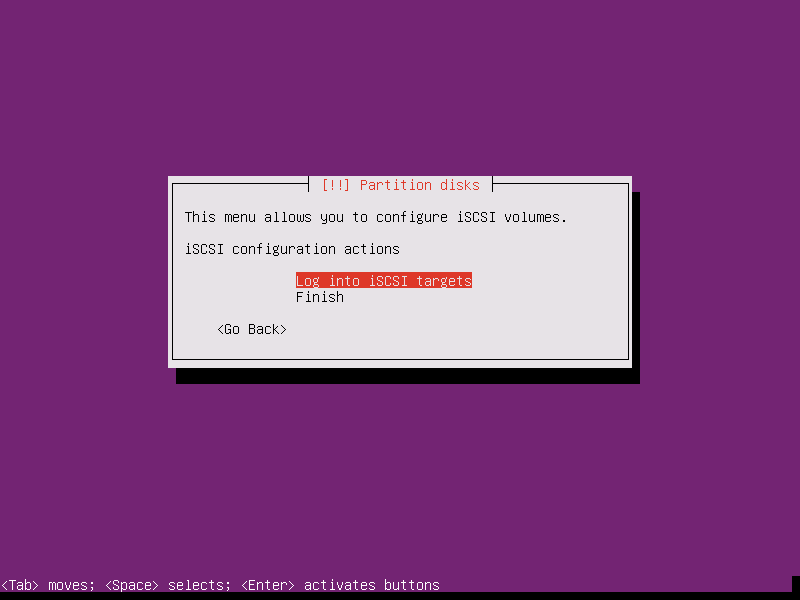 [!!] Partition disks
This menu allows you to configure iSCSI volumes.
iSCSI configuration actions
Log into iSCSI targets
Finish
<Go Back>
<Tab> moves; <Space> selects; <Enter> activates buttons